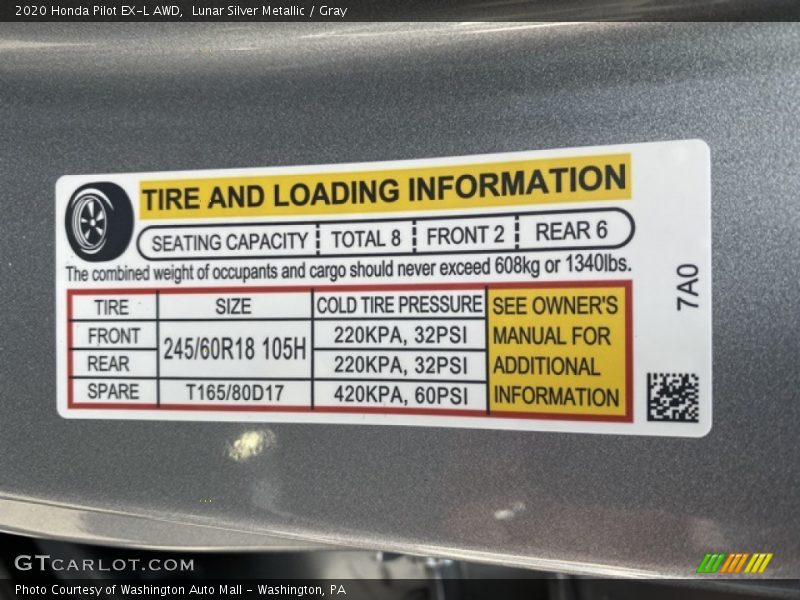 2020 Honda Pilot EX-L AWD,  Lunar Silver Metallic / Gray
TIRE AND LOADING INFORMATION
SEATING CAPACITY TOTAL 8 FRONT 2 REAR 6
The combined weight of occupants and cargo should never exceed 608kg or 1340lbs.
TIRE SIZE COLD TIRE PRESSURE
FRONT 245/60R18 105H 220KPA, 32PSI
REAR 220KPA, 32PSI
SPARE T165/80D17 420KPA, 60PSI
SEE OWNER'S
MANUAL FOR
ADDITIONAL
INFORMATION
7A0
GTCARLOT.COM
Photo Courtesy of Washington Auto Mall - Washington, PA